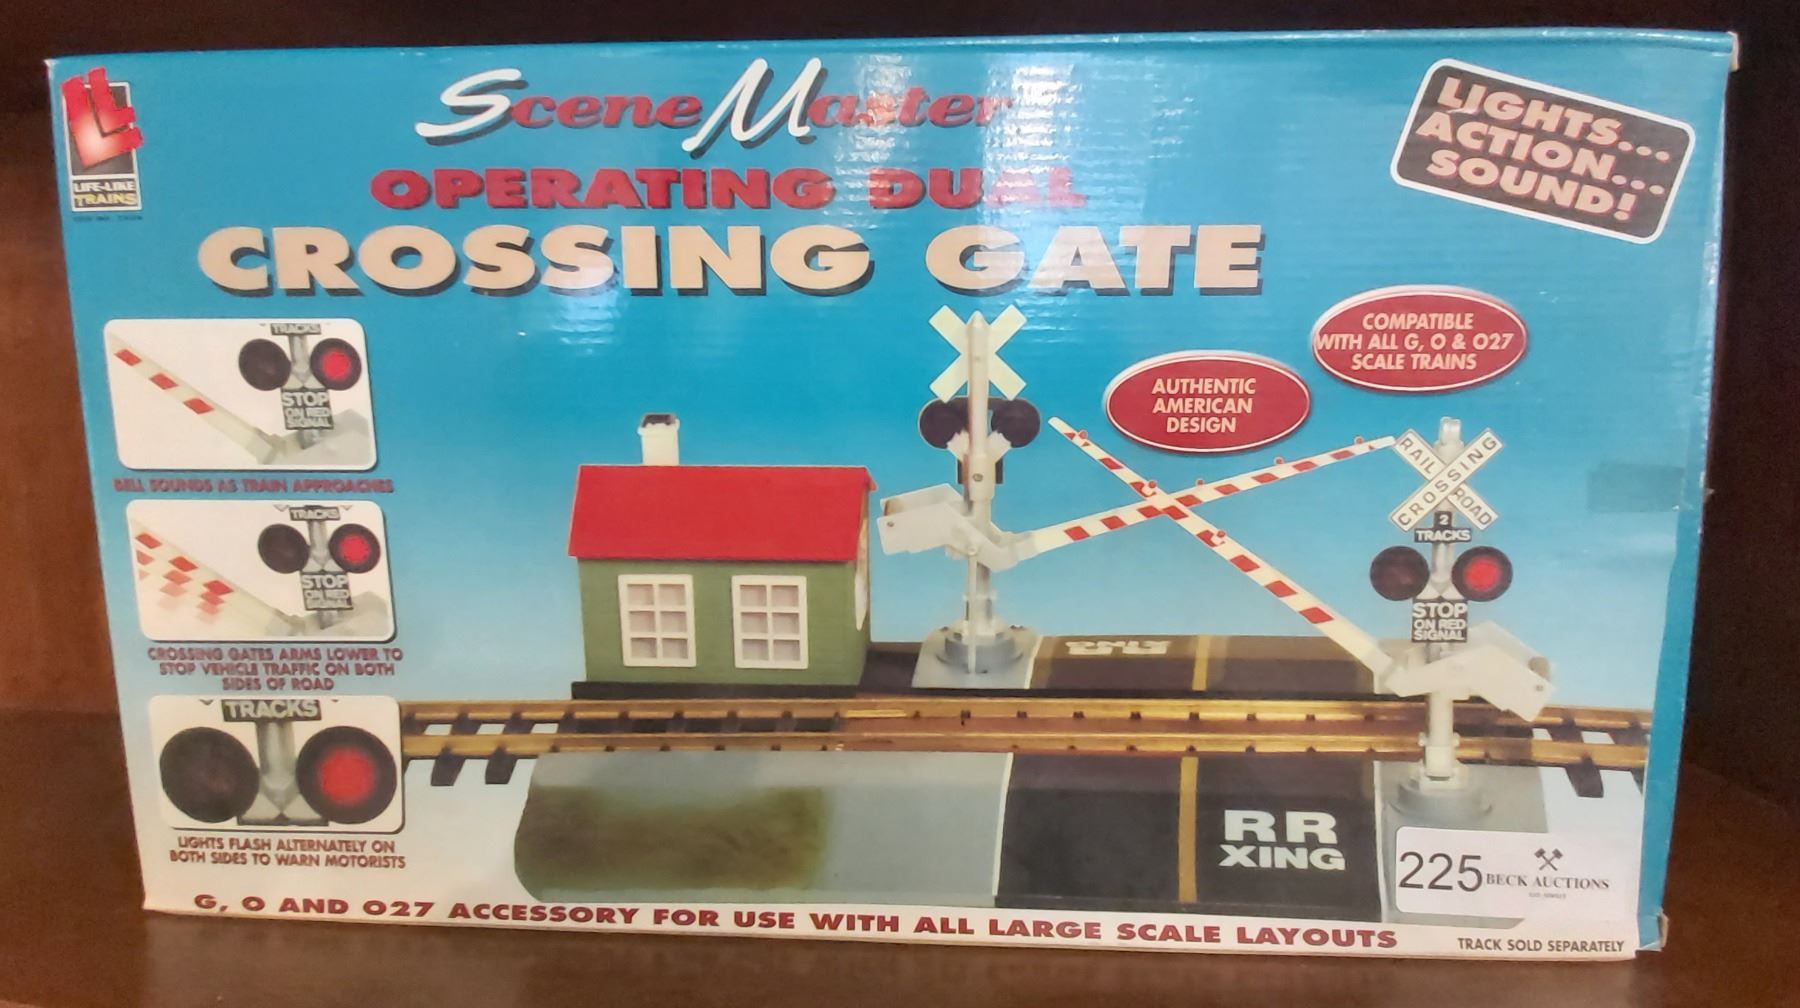 LIFE-LIKE
TRAINS
SceneMaster
OPERATING DUAL
CROSSING GATE
LIGHTS...
ACTION...
SOUND!
COMPATIBLE
WITH ALL G, O & O27
SCALE TRAINS
AUTHENTIC
AMERICAN
DESIGN
TRACKS
STOP
ON RED
SIGNAL
BELL SOUNDS AS TRAIN APPROACHES
TRACKS
STOP
ON RED
SIGNAL
CROSSING GATES ARMS LOWER TO
STOP VEHICLE TRAFFIC ON BOTH
SIDES OF ROAD
TRACKS
LIGHTS FLASH ALTERNATELY ON
BOTH SIDES TO WARN MOTORISTS
RAIL ROAD
CROSSING
2
TRACKS
STOP
ON RED
SIGNAL
RR
XING
225 BECK AUCTIONS
G, O AND O27 ACCESSORY FOR USE WITH ALL LARGE SCALE LAYOUTS
TRACK SOLD SEPARATELY